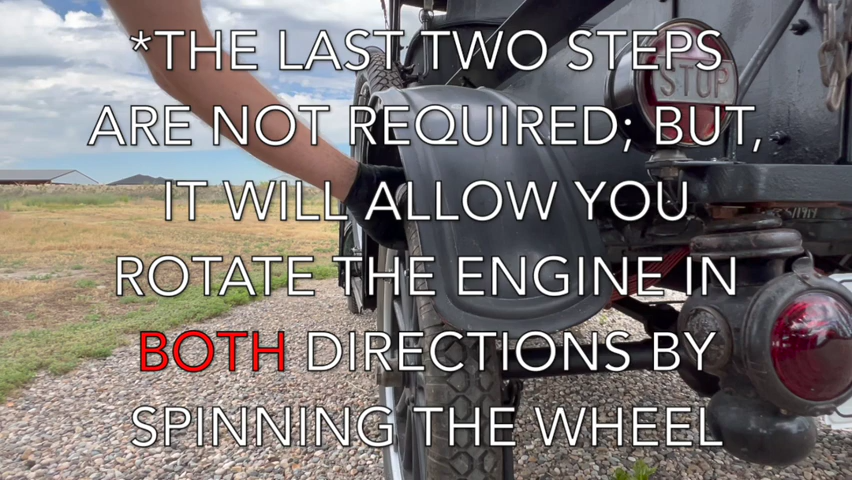 *THE LAST TWO STEPS
ARE NOT REQUIRED; BUT,
IT WILL ALLOW YOU
ROTATE THE ENGINE IN
BOTH DIRECTIONS BY
SPINNING THE WHEEL
STOP